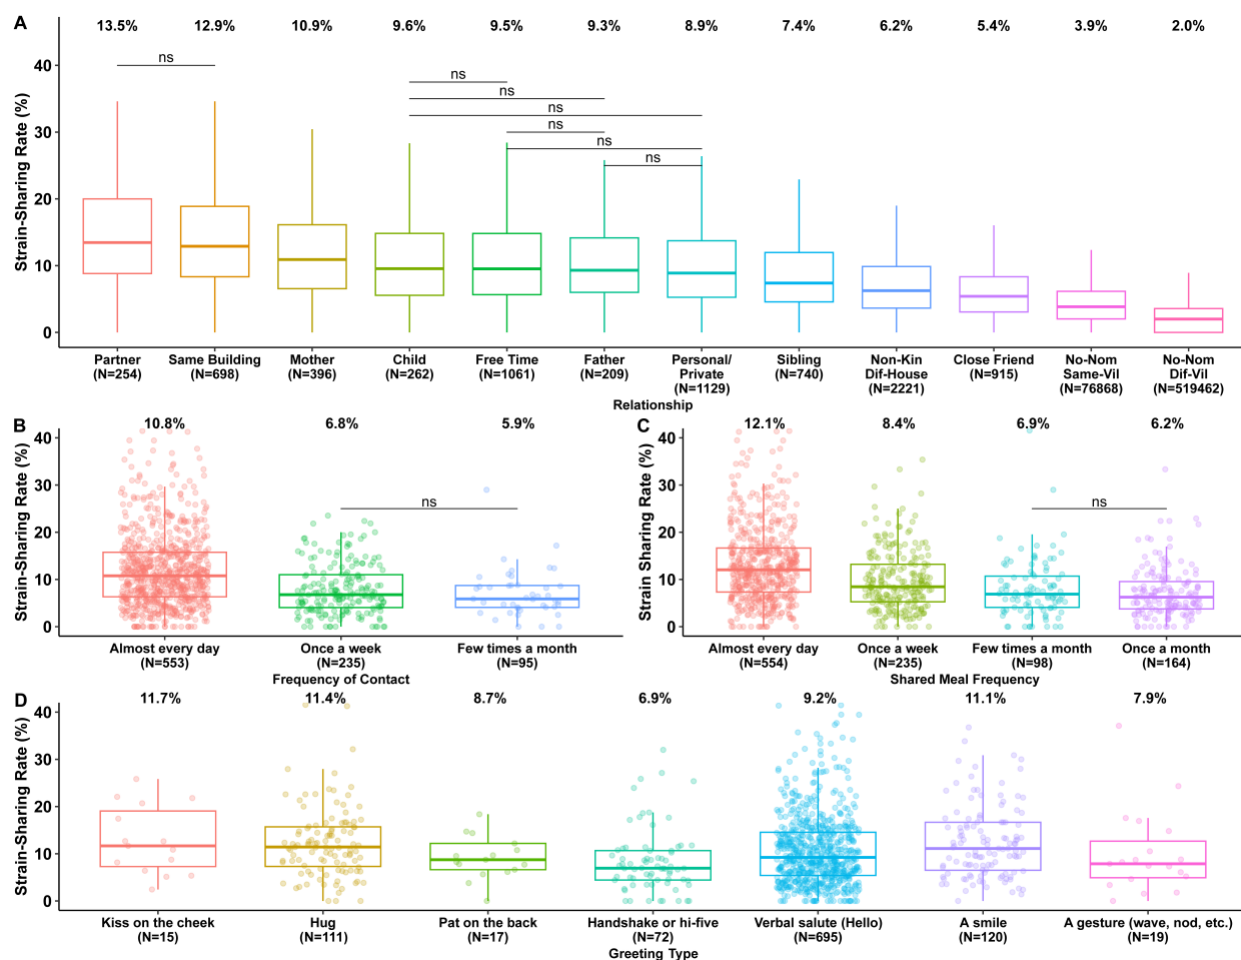 A
13.5% 12.9% 10.9% 9.6% 9.5% 9.3% 8.9% 7.4% 6.2% 5.4% 3.9% 2.0%
ns
ns
ns
ns
ns
ns
ns
Strain-Sharing Rate (%)
40
30
20
10
0
Partner Same Building Mother Child Free Time Father Personal/ Sibling Non-Kin Close Friend No-Nom No-Nom
(N=254) (N=698) (N=396) (N=262) (N=1061) (N=209) Private (N=740) Dif-House (N=915) Same-Vil Dif-Vil
(N=1129) (N=2221) (N=76868) (N=519462)
Relationship
B
10.8% 6.8% 5.9%
ns
Strain-Sharing Rate (%)
40
30
20
10
0
Almost every day Once a week Few times a month
(N=553) (N=235) (N=95)
Frequency of Contact
C
12.1% 8.4% 6.9% 6.2%
ns
Strain Sharing Rate (%)
40
30
20
10
0
Almost every day Once a week Few times a month Once a month
(N=554) (N=235) (N=98) (N=164)
Shared Meal Frequency
D
11.7% 11.4% 8.7% 6.9% 9.2% 11.1% 7.9%
Strain-Sharing Rate (%)
40
30
20
10
0
Kiss on the cheek Hug Pat on the back Handshake or hi-five Verbal salute (Hello) A smile A gesture (wave, nod, etc.)
(N=15) (N=111) (N=17) (N=72) (N=695) (N=120) (N=19)
Greeting Type